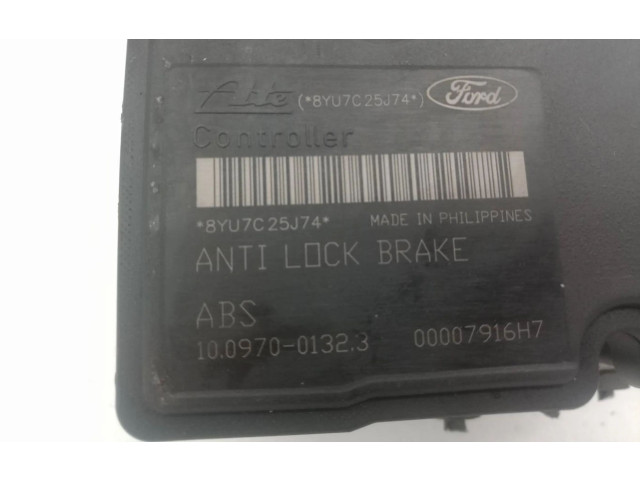 Ate (*8YU7C25J74*) Ford
Controller
*8YU7C25J74* MADE IN PHILIPPINES
ANTI LOCK BRAKE
ABS
10.0970-0132.3 00007916H7